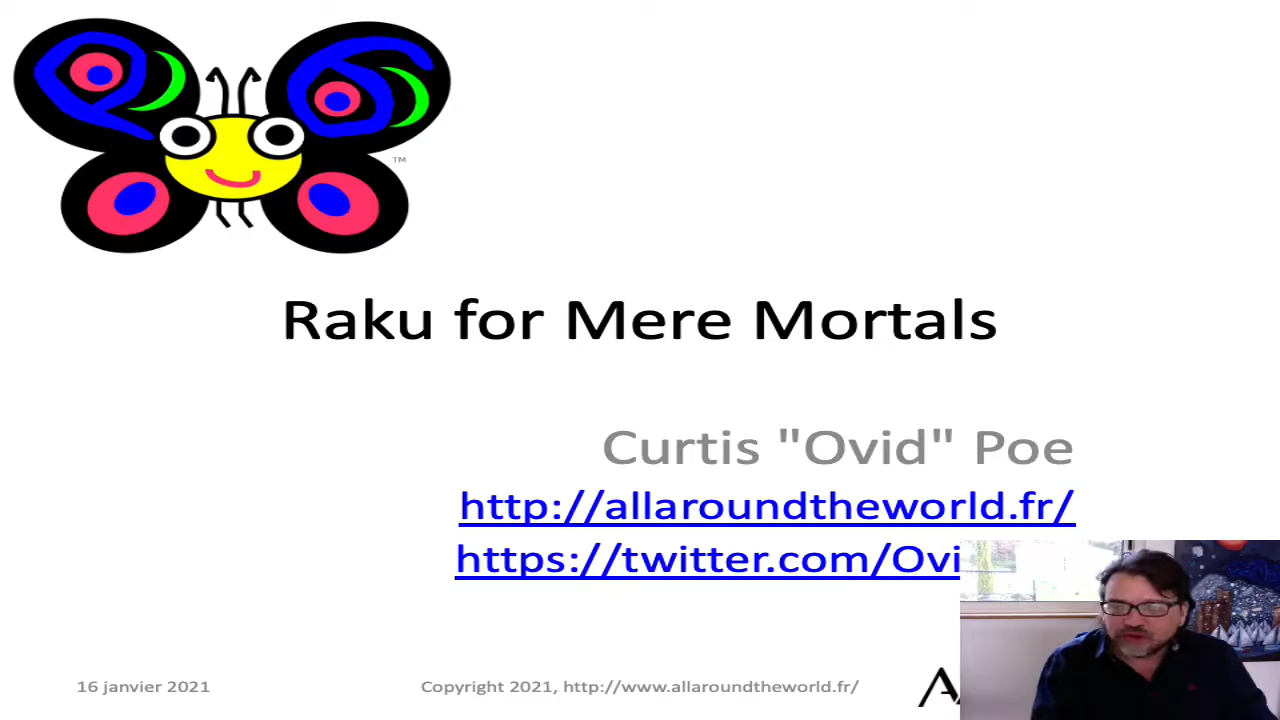 ™
Raku for Mere Mortals
Curtis "Ovid" Poe
http://allaroundtheworld.fr/
https://twitter.com/Ovi
16 janvier 2021
Copyright 2021, http://www.allaroundtheworld.fr/